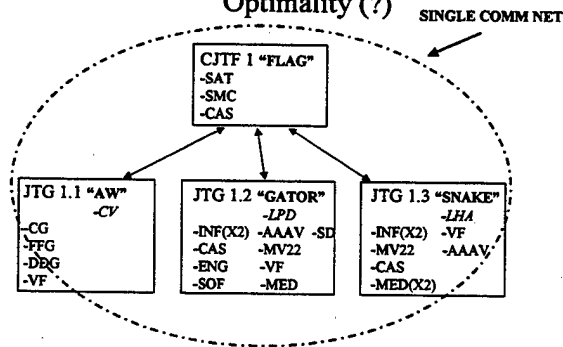 Optimality (?)
SINGLE COMM NET
CJTF 1 "FLAG"
-SAT
-SMC
-CAS
JTG 1.1 "AW"
-CV
-CG
-FFG
-DDG
-VF
JTG 1.2 "GATOR"
-LPD
-INF(X2) -AAAV -SD
-CAS -MV22
-ENG -VF
-SOF -MED
JTG 1.3 "SNAKE"
-LHA
-INF(X2) -VF
-MV22 -AAAV
-CAS
-MED(X2)